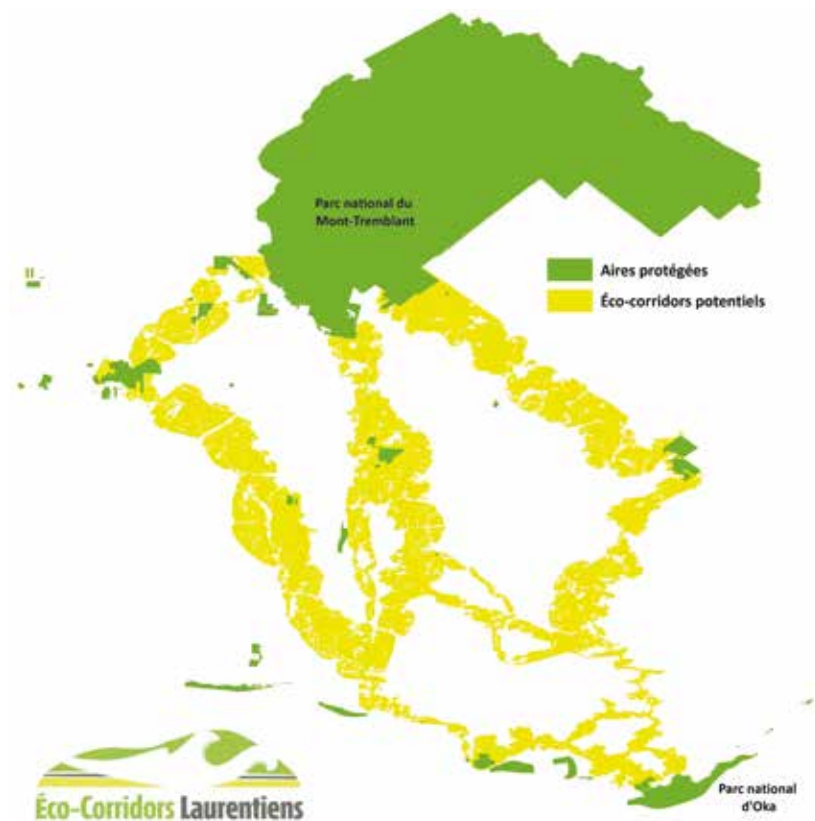 Parc national du
Mont-Tremblant
Aires protégées
Éco-corridors potentiels
Parc national
d'Oka
Éco-Corridors Laurentiens